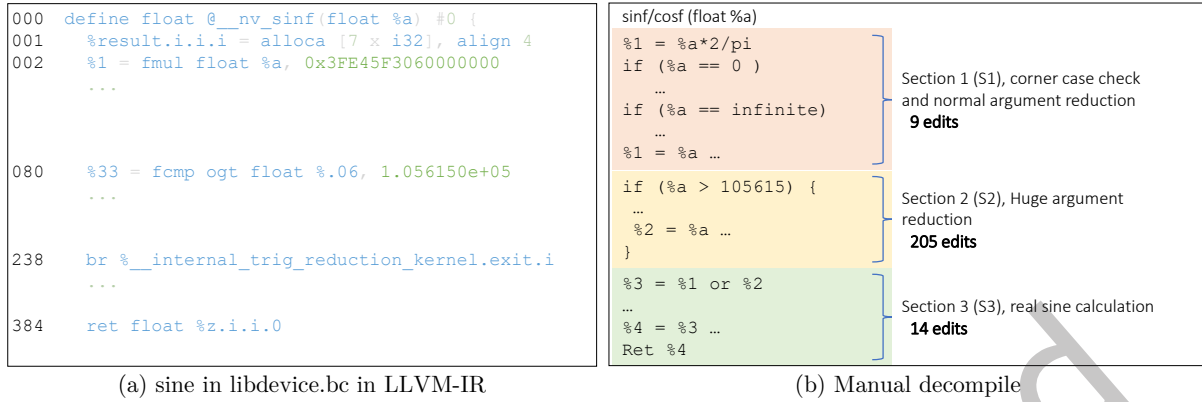 000 define float @__nv_sinf(float %a) #0 {
001 %result.i.i.i = alloca [7 x i32], align 4
002 %1 = fmul float %a, 0x3FE45F3060000000
...
080 %33 = fcmp ogt float %.06, 1.056150e+05
...
238 br %__internal_trig_reduction_kernel.exit.i
...
384 ret float %z.i.i.0
(a) sine in libdevice.bc in LLVM-IR
sinf/cosf (float %a)
%1 = %a*2/pi
if (%a == 0 )
…
if (%a == infinite)
…
%1 = %a …
Section 1 (S1), corner case check
and normal argument reduction
9 edits
if (%a > 105615) {
…
%2 = %a …
}
Section 2 (S2), Huge argument
reduction
205 edits
%3 = %1 or %2
…
%4 = %3 …
Ret %4
Section 3 (S3), real sine calculation
14 edits
(b) Manual decompile